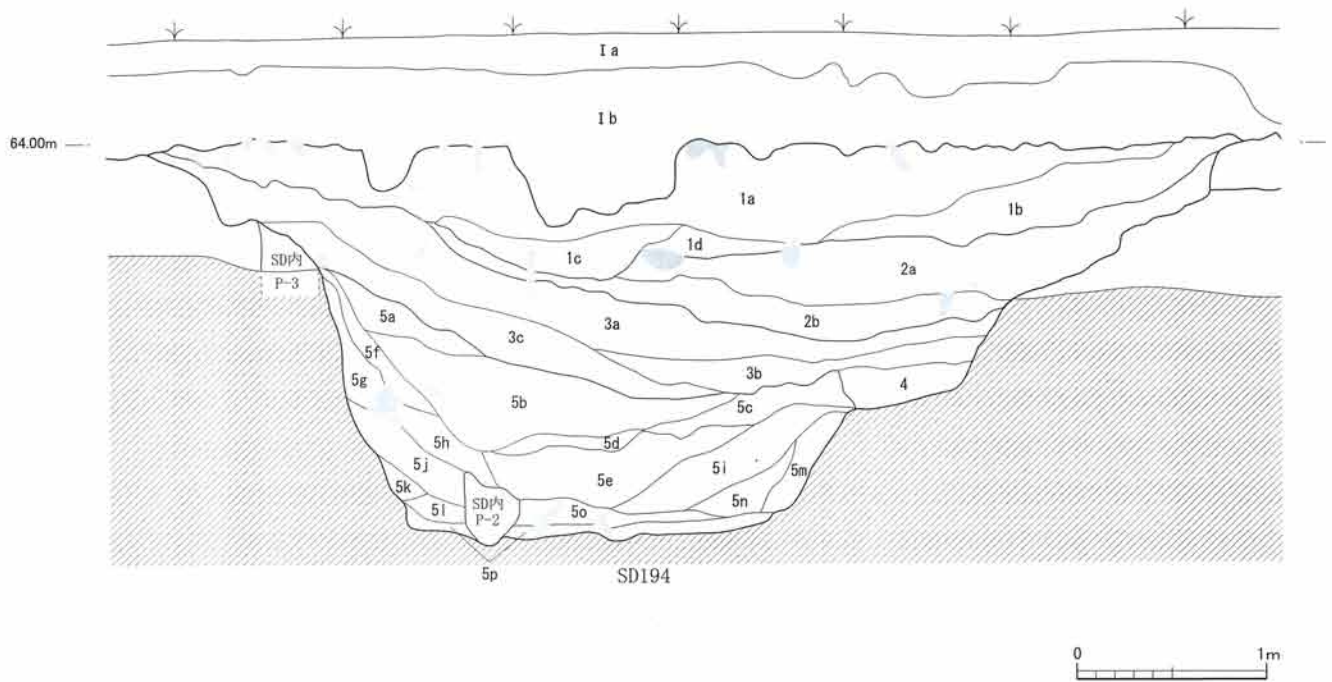 Ⅰa
Ⅰb
64.00m
1a
1b
1c
1d
2a
SD内
P-3
2b
3a
5a
3c
5f
3b
4
5g
5b
5c
5h
5d
5j
5e
5i
5m
5k
5l
SD内
P-2
5o
5n
5p
SD194
0
1m